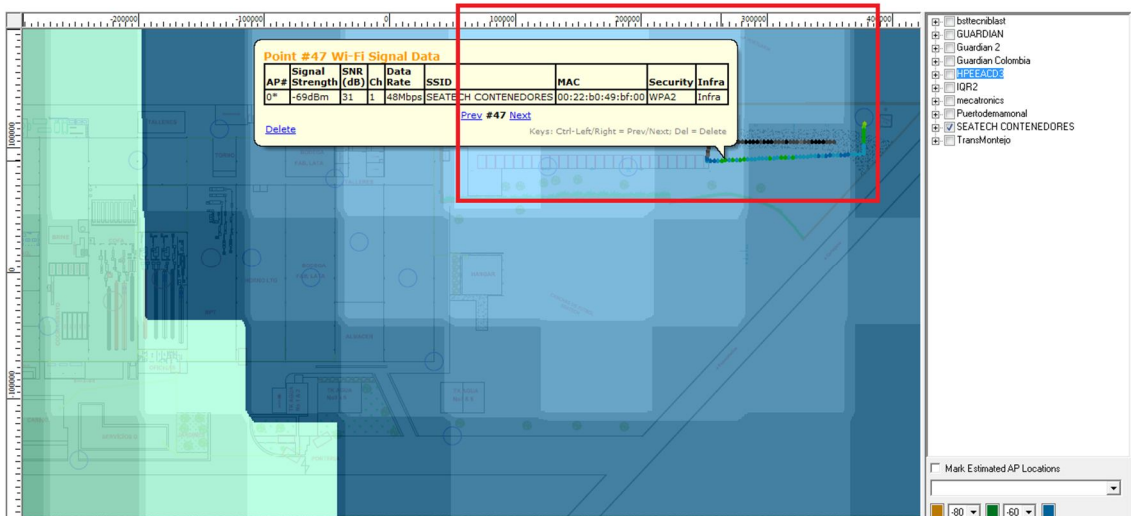 -200000 -100000 0 100000 200000 300000 400000
Point #47 Wi-Fi Signal Data
AP# Signal Strength SNR (dB) Ch Data Rate SSID MAC Security Infra
0* -69dBm 31 1 48Mbps SEATECH CONTENEDORES 00:22:b0:49:bf:00 WPA2 Infra
Prev #47 Next
Delete Keys: Ctrl-Left/Right = Prev/Next; Del = Delete
100000
0
-100000
bsttecniblast
GUARDIAN
Guardian 2
Guardian Colombia
HPEEACD3
IQR2
mecatronics
Puertodemamonal
SEATECH CONTENEDORES
TransMontejo
Mark Estimated AP Locations
-80 -60